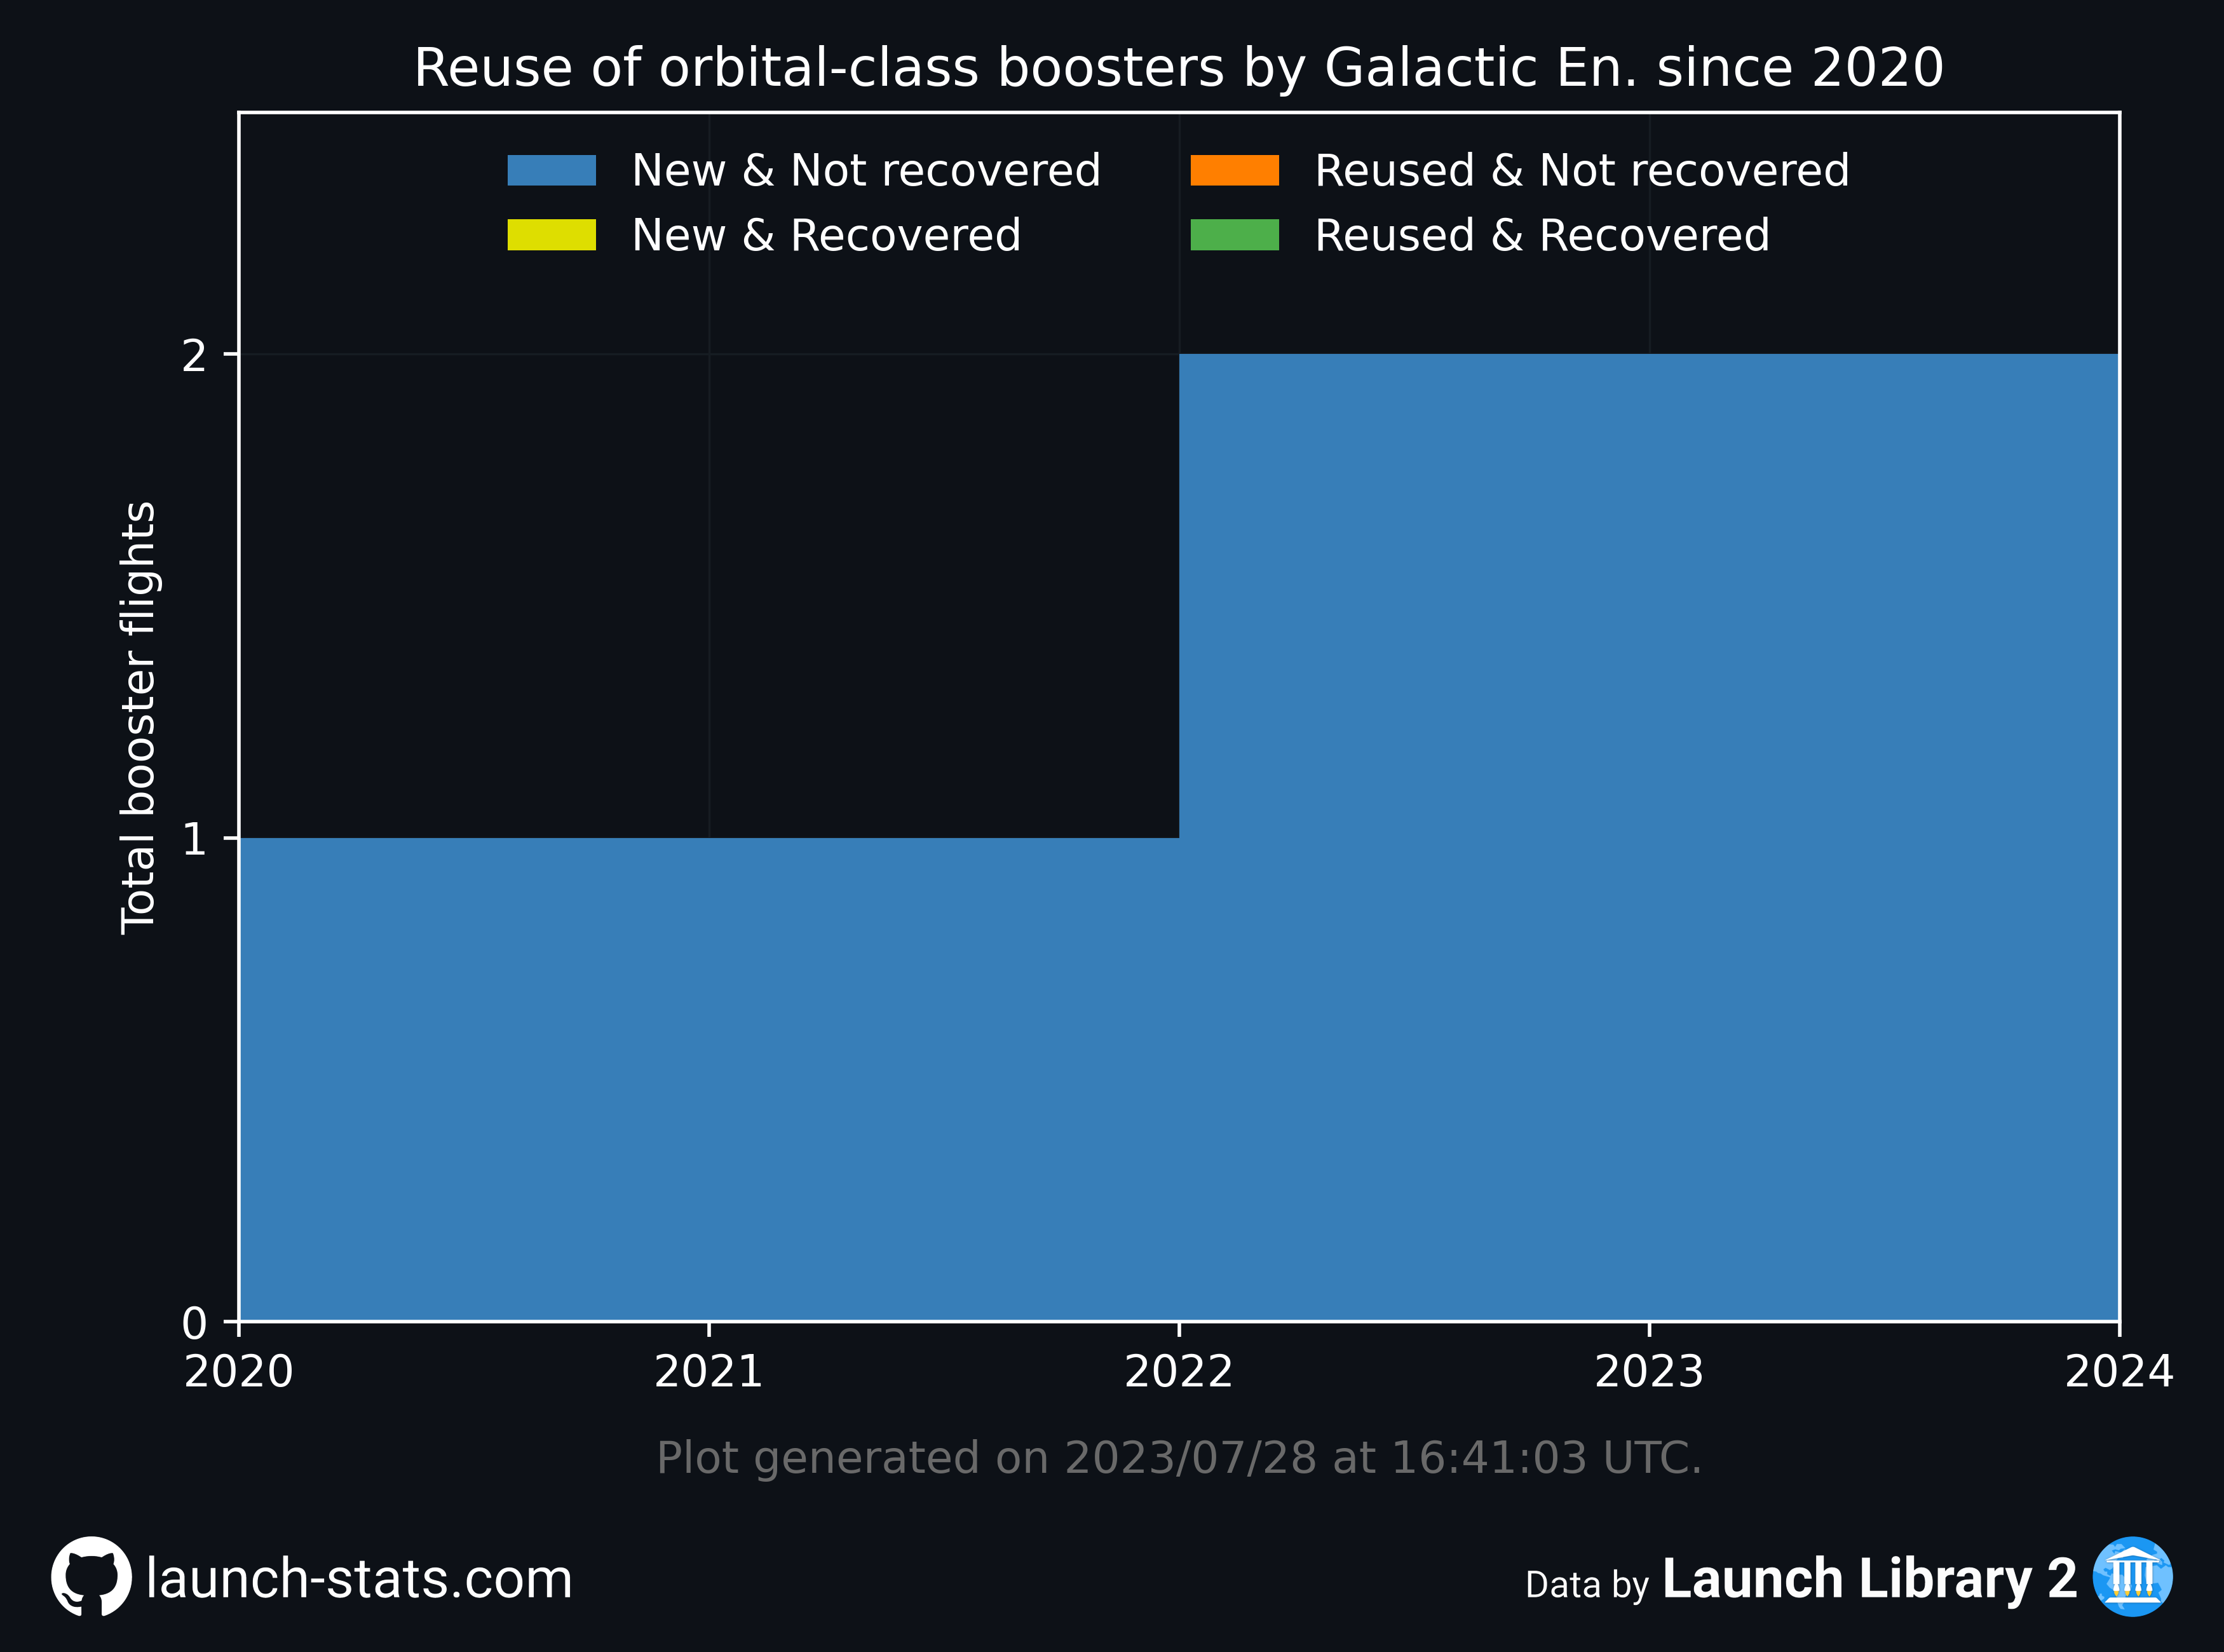 Reuse of orbital-class boosters by Galactic En. since 2020
New & Not recovered
New & Recovered
Reused & Not recovered
Reused & Recovered
Total booster flights
2
1
0
2020 2021 2022 2023 2024
Plot generated on 2023/07/28 at 16:41:03 UTC.
launch-stats.com
Data by Launch Library 2